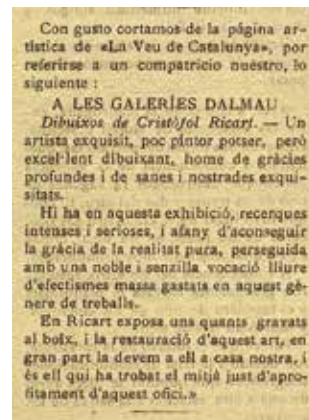 Con gusto cortamos de la página ar-
tística de «La Veu de Catalunya», por
referirse a un compatricio nuestro, lo
siguiente :
A LES GALERÍES DALMAU
Dibuixos de Cristòfol Ricart. — Un
artista exquisit, poc pintor potser, però
excel·lent dibuixant, home de gràcies
profundes i de sanes i nostrades exqui-
sitats.
Hi ha en aquesta exhibició, recerques
intenses i serioses, i afany d'aconseguir
la gràcia de la realitat pura, perseguida
amb una noble i senzilla vocació lliure
d'efectismes massa gastats en aquest gè-
nere de treballs.
En Ricart exposa uns quants gravats
al boix, i la restauració d'aquest art, en
gran part la devem a ell a casa nostra, i
és ell qui ha trobat el mitjà just d'apro-
fitament d'aquest ofici.»